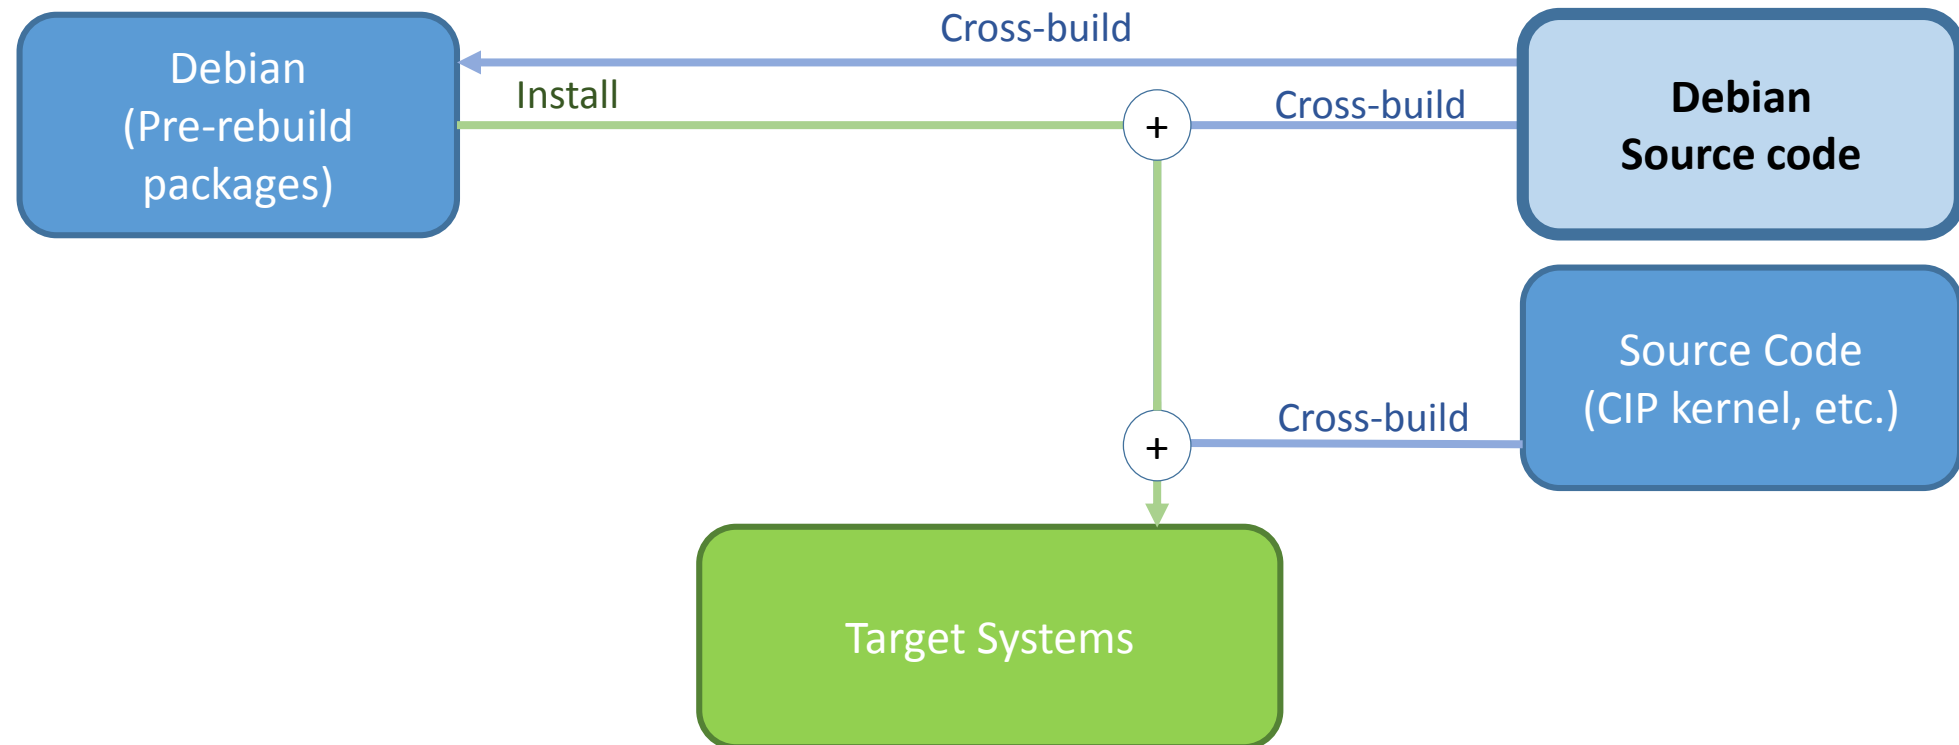 Debian
(Pre-rebuild
packages)
Cross-build
Install
+
Cross-build
Debian
Source code
Source Code
(CIP kernel, etc.)
Cross-build
+
Target Systems